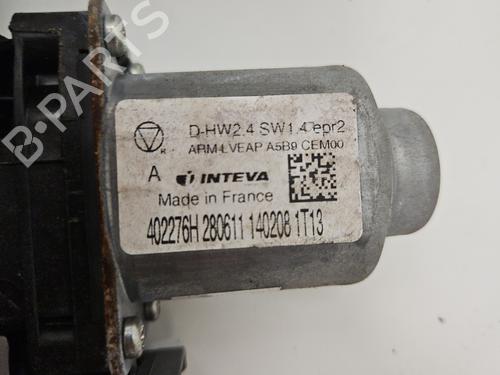 D-HW2.4 SW1.4 epr2
R ARM-LVEAP A5B9 CEM00
A INTEVA
Made in France
402276H 280611 140208 1T13
B-PARTS